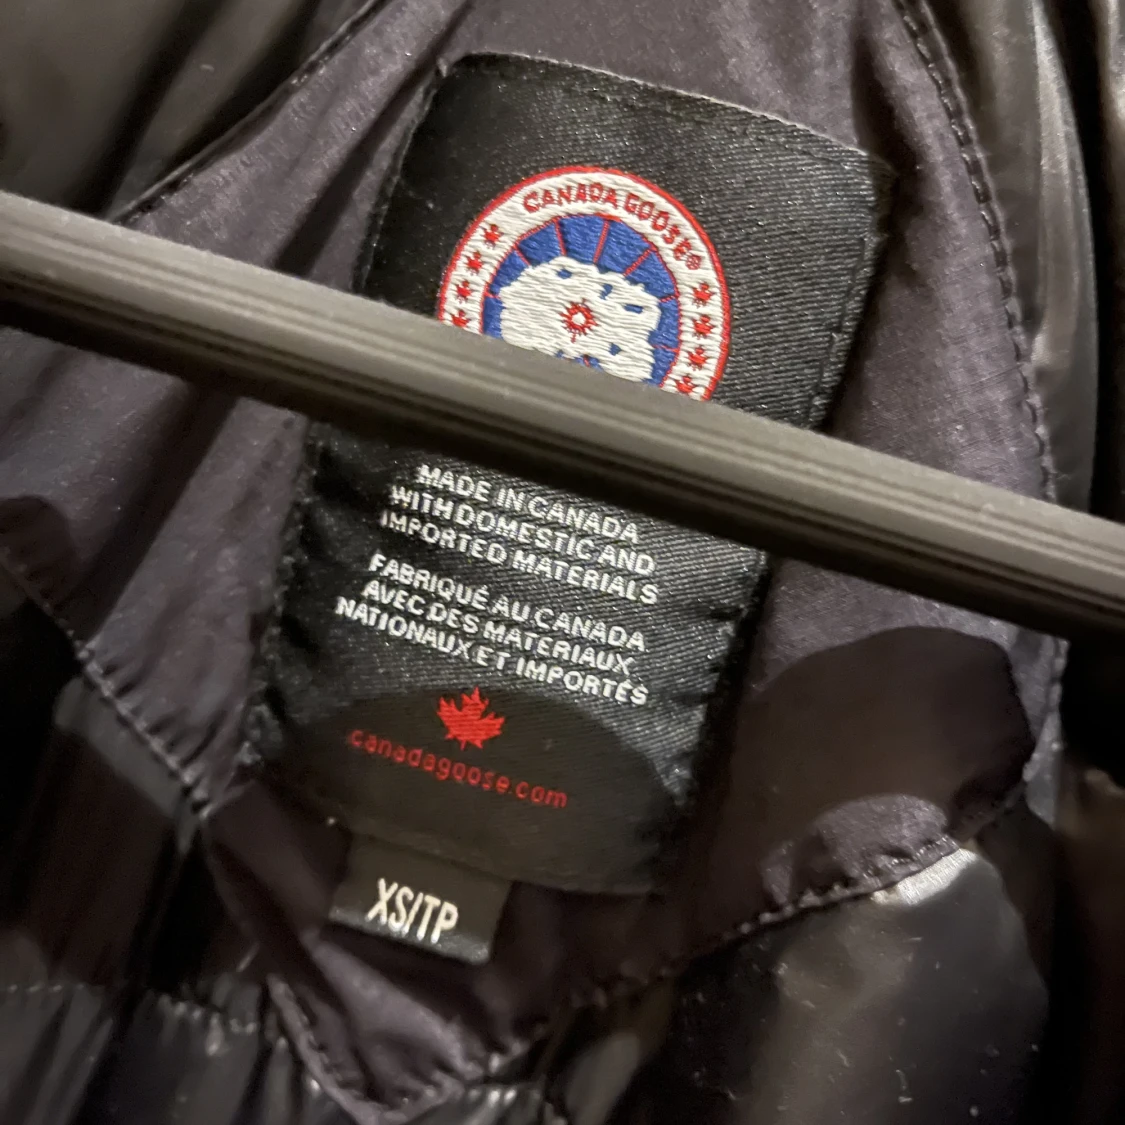 CANADA GOOSE®
MADE IN CANADA
WITH DOMESTIC AND
IMPORTED MATERIALS
FABRIQUÉ AU CANADA
AVEC DES MATERIAUX
NATIONAUX ET IMPORTÉS
canadagoose.com
XS/TP